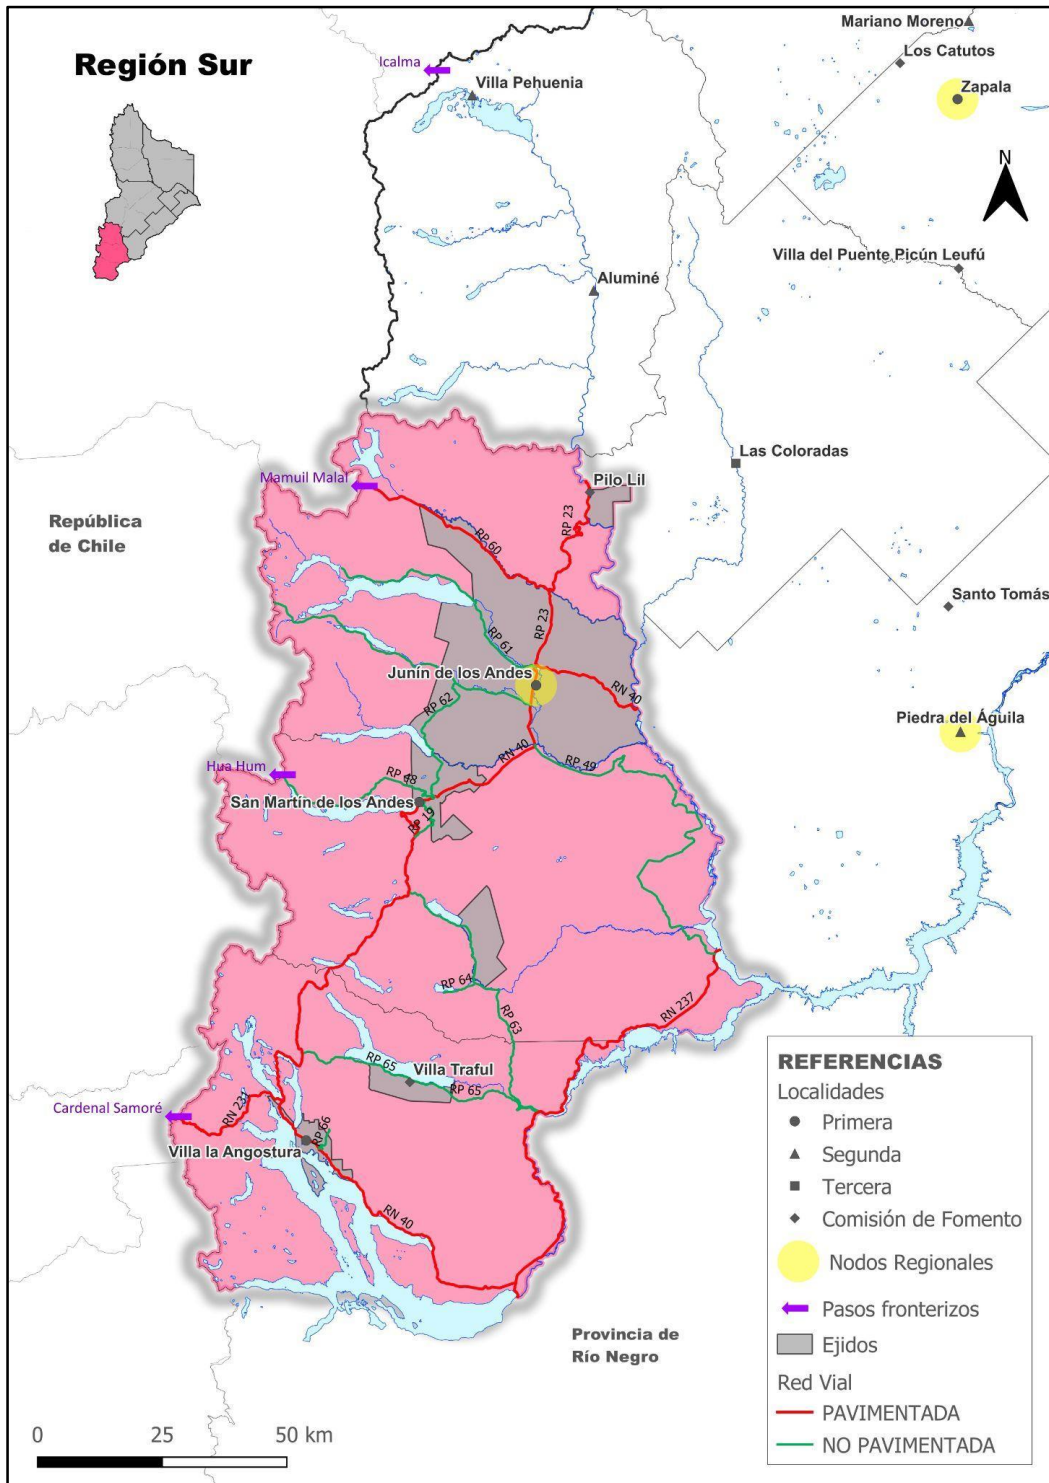 Región Sur
Icalma
Villa Pehuenia
Mariano Moreno
Los Catutos
Zapala
N
Villa del Puente Picún Leufú
Aluminé
Las Coloradas
Mamuil Malal
Pilo Lil
República
de Chile
RP 23
RP 60
Santo Tomás
RP 23
RP 61
Junín de los Andes
RP 62
RN 40
Piedra del Águila
RN 40
RP 49
Hua Hum
RP 48
San Martín de los Andes
RP 19
RP 64
RP 63
RN 237
RP 65
Villa Traful
RP 65
Cardenal Samoré
RN 231
RP 66
Villa la Angostura
RN 40
Provincia de
Río Negro
REFERENCIAS
Localidades
Primera
Segunda
Tercera
Comisión de Fomento
Nodos Regionales
Pasos fronterizos
Ejidos
Red Vial
PAVIMENTADA
NO PAVIMENTADA
0 25 50 km